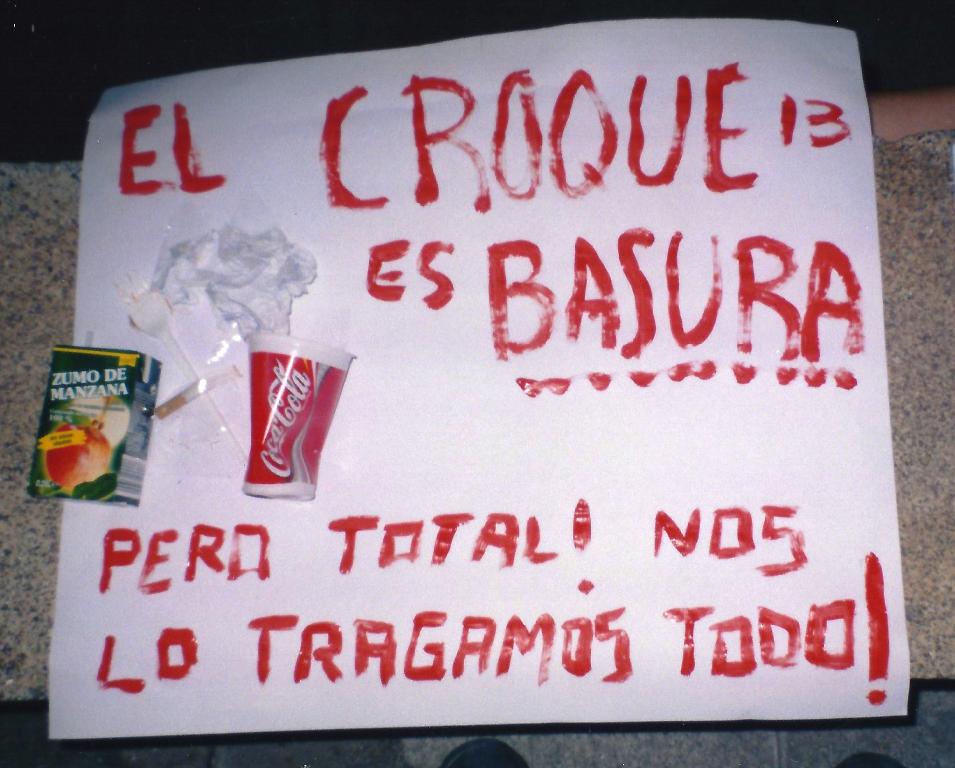 EL CROQUE 13
ES BASURA
ZUMO DE
MANZANA
Coca-Cola
PERO TOTAL! NOS
LO TRAGAMOS TODO!